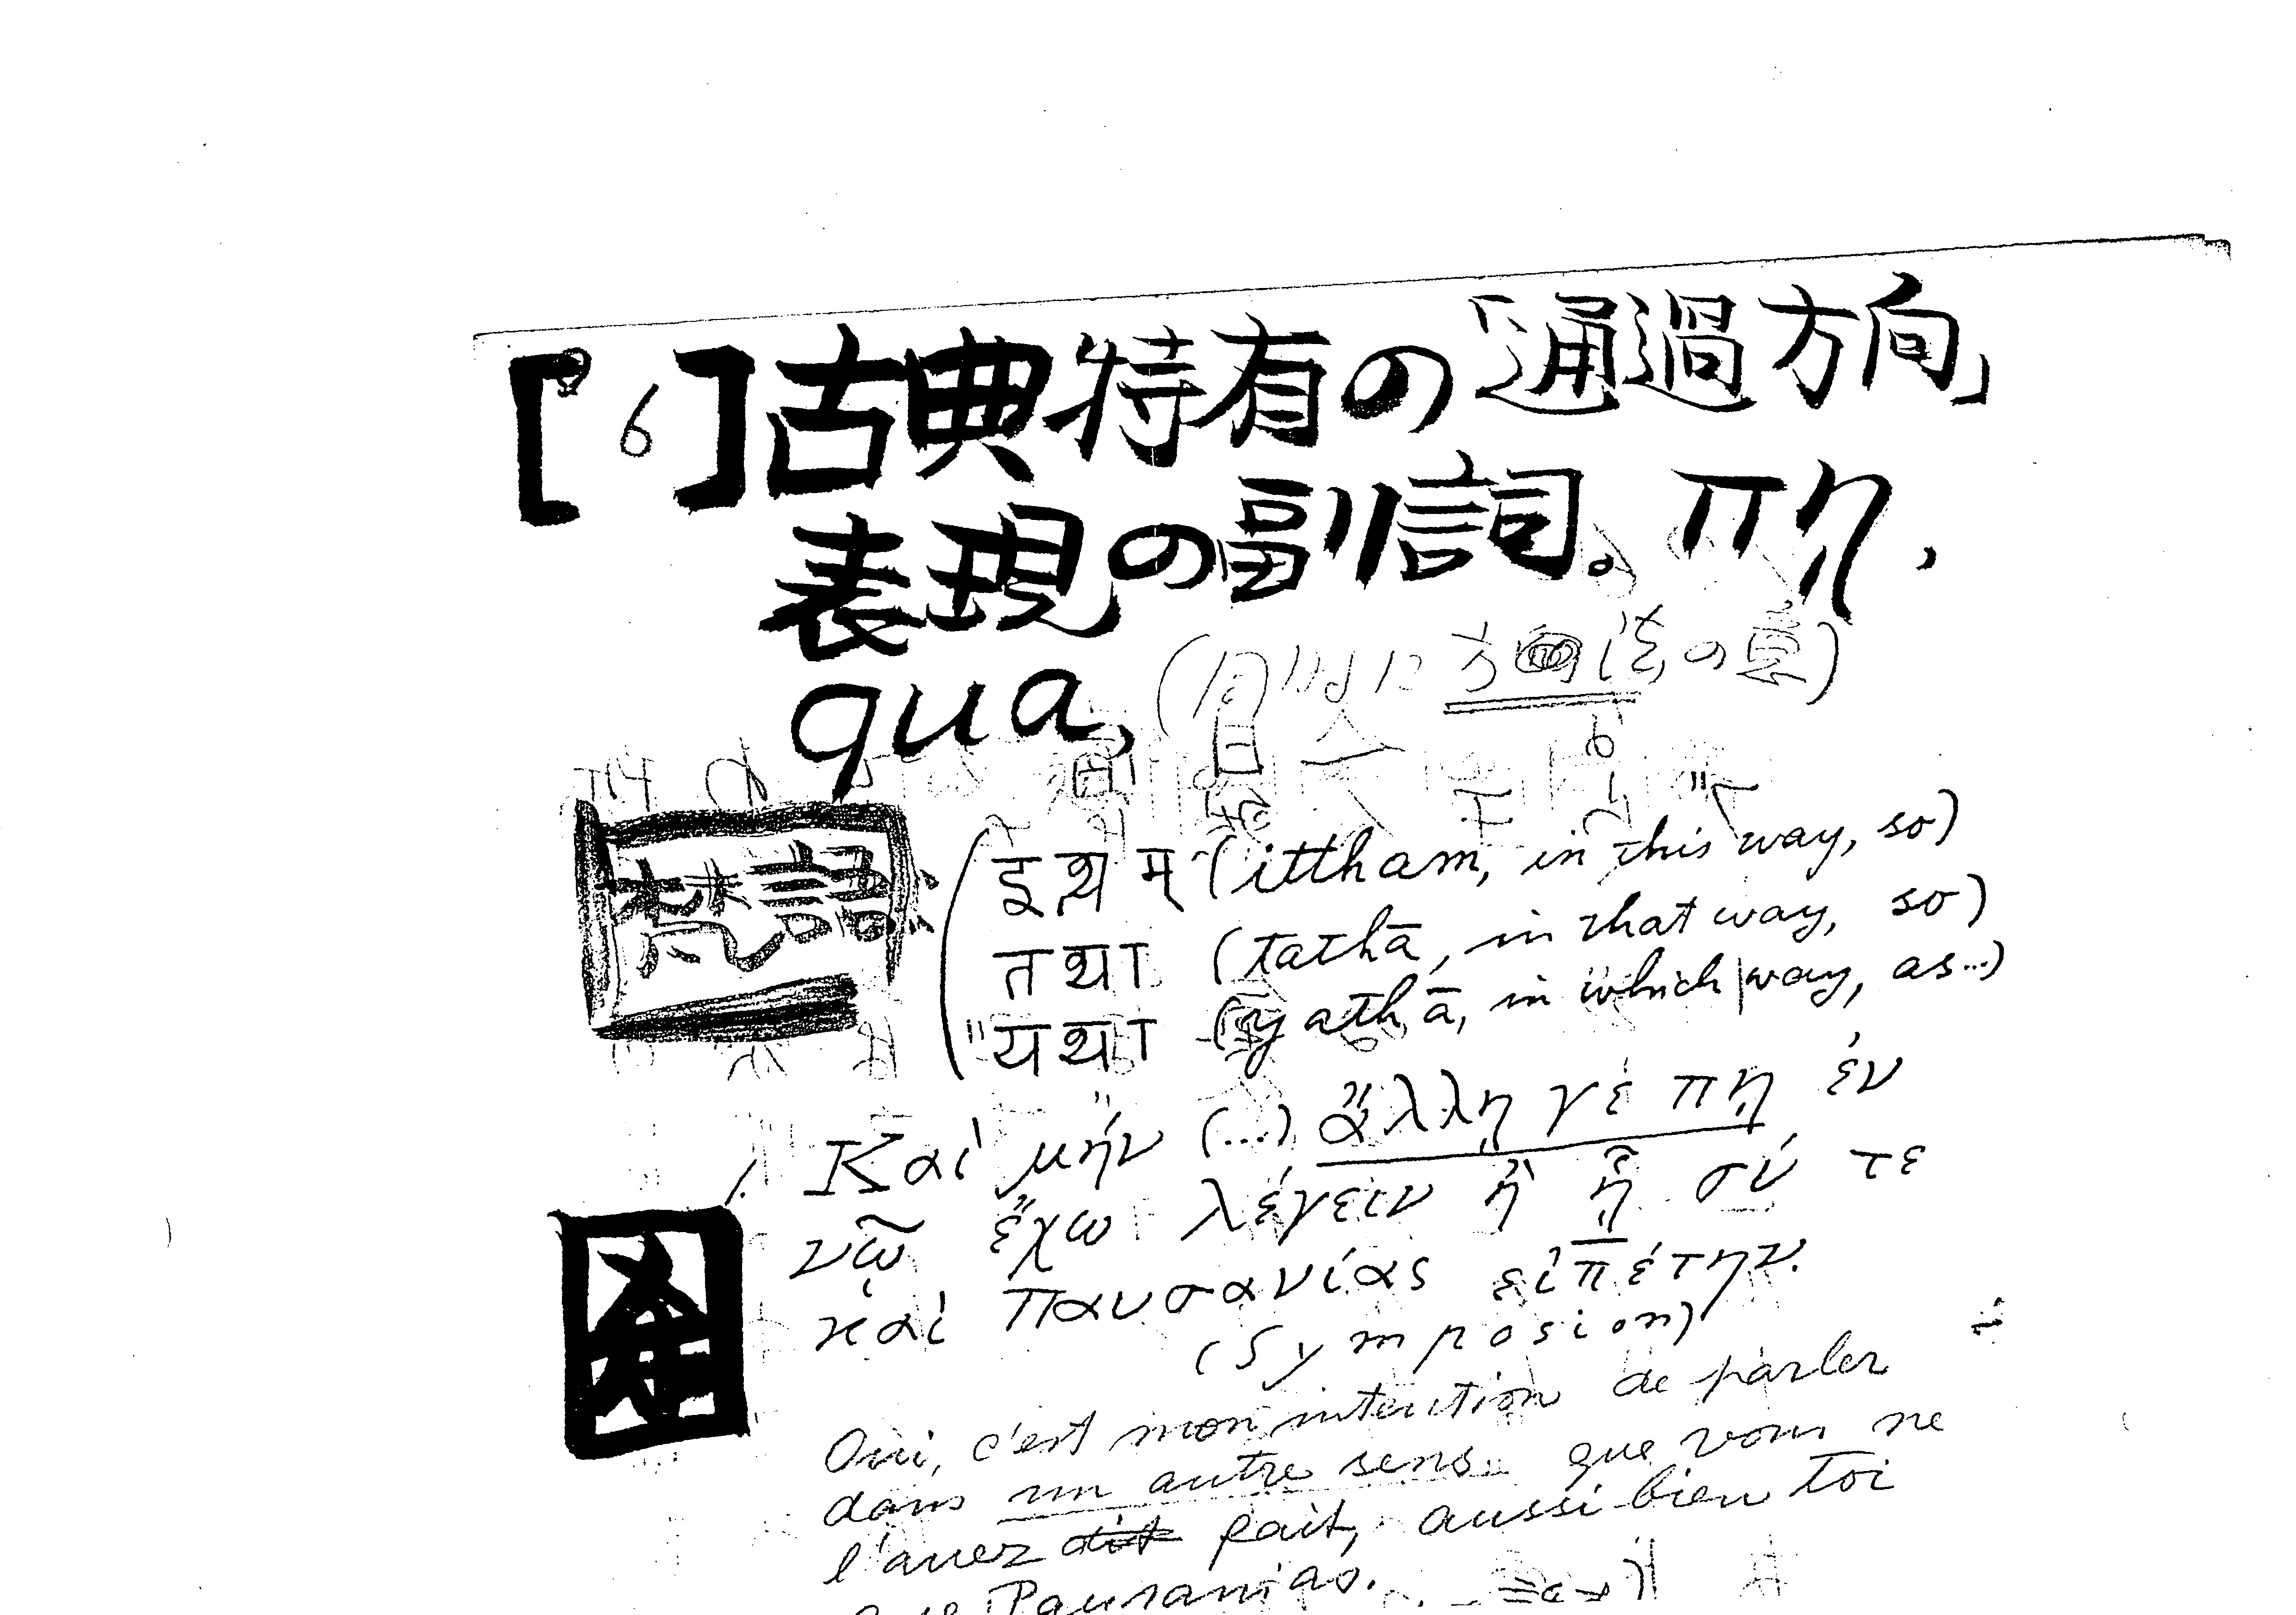 [6]古典特有の「通過方向」
表現の副詞。πῃ,
qua,
(同時に方法の意)
梵語
इत्थम् (ittham, in this way, so)
तथा (tathā, in that way, so)
"यथा (yathā, in which way, as...)
1. Καὶ μήν (...) ἄλλῃ γέ πῃ ἐν
νῷ ἔχω λέγειν ἢ ᾗ σύ τε
καὶ Παυσανίας εἰπέτην.
(Symposion)
Oui, c'est mon intention de parler
dans un autre sens que vous ne
l'avez dit fait, aussi bien toi
que Pausanias.